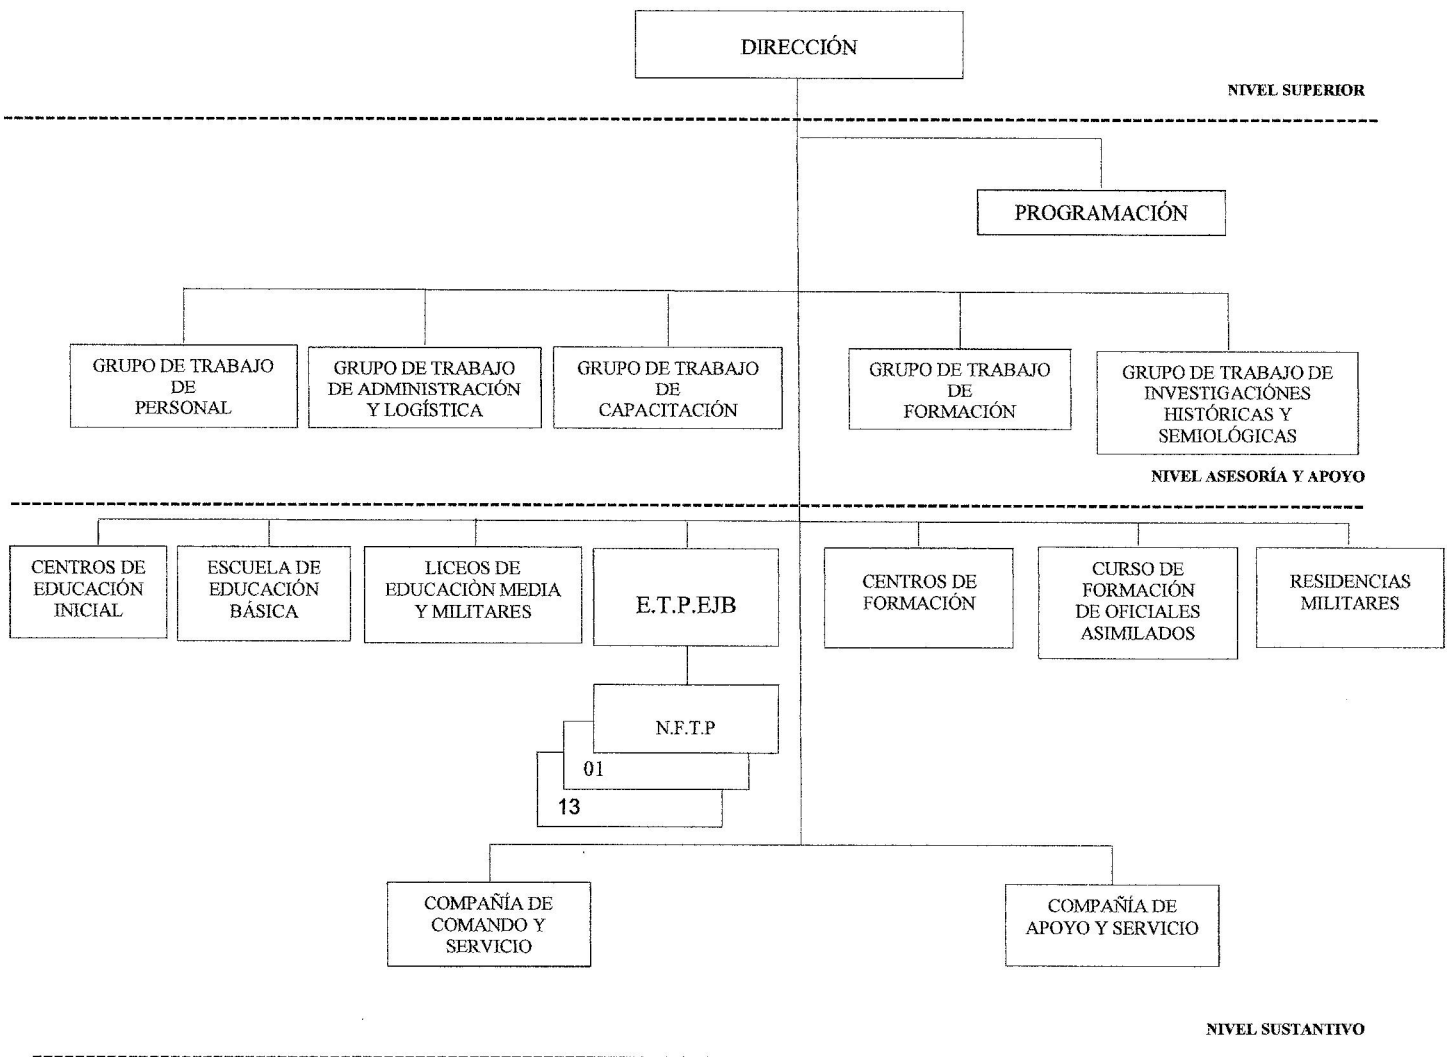 DIRECCIÓN
NIVEL SUPERIOR
PROGRAMACIÓN
GRUPO DE TRABAJO
DE
PERSONAL
GRUPO DE TRABAJO
DE ADMINISTRACIÓN
Y LOGÍSTICA
GRUPO DE TRABAJO
DE
CAPACITACIÓN
GRUPO DE TRABAJO
DE
FORMACIÓN
GRUPO DE TRABAJO DE
INVESTIGACIÓNES
HISTÓRICAS Y
SEMIOLÓGICAS
NIVEL ASESORÍA Y APOYO
CENTROS DE
EDUCACIÓN
INICIAL
ESCUELA DE
EDUCACIÓN
BÁSICA
LICEOS DE
EDUCACIÒN MEDIA
Y MILITARES
E.T.P.EJB
CENTROS DE
FORMACIÓN
CURSO DE
FORMACIÓN
DE OFICIALES
ASIMILADOS
RESIDENCIAS
MILITARES
N.F.T.P
01
13
COMPAÑÍA DE
COMANDO Y
SERVICIO
COMPAÑÍA DE
APOYO Y SERVICIO
NIVEL SUSTANTIVO